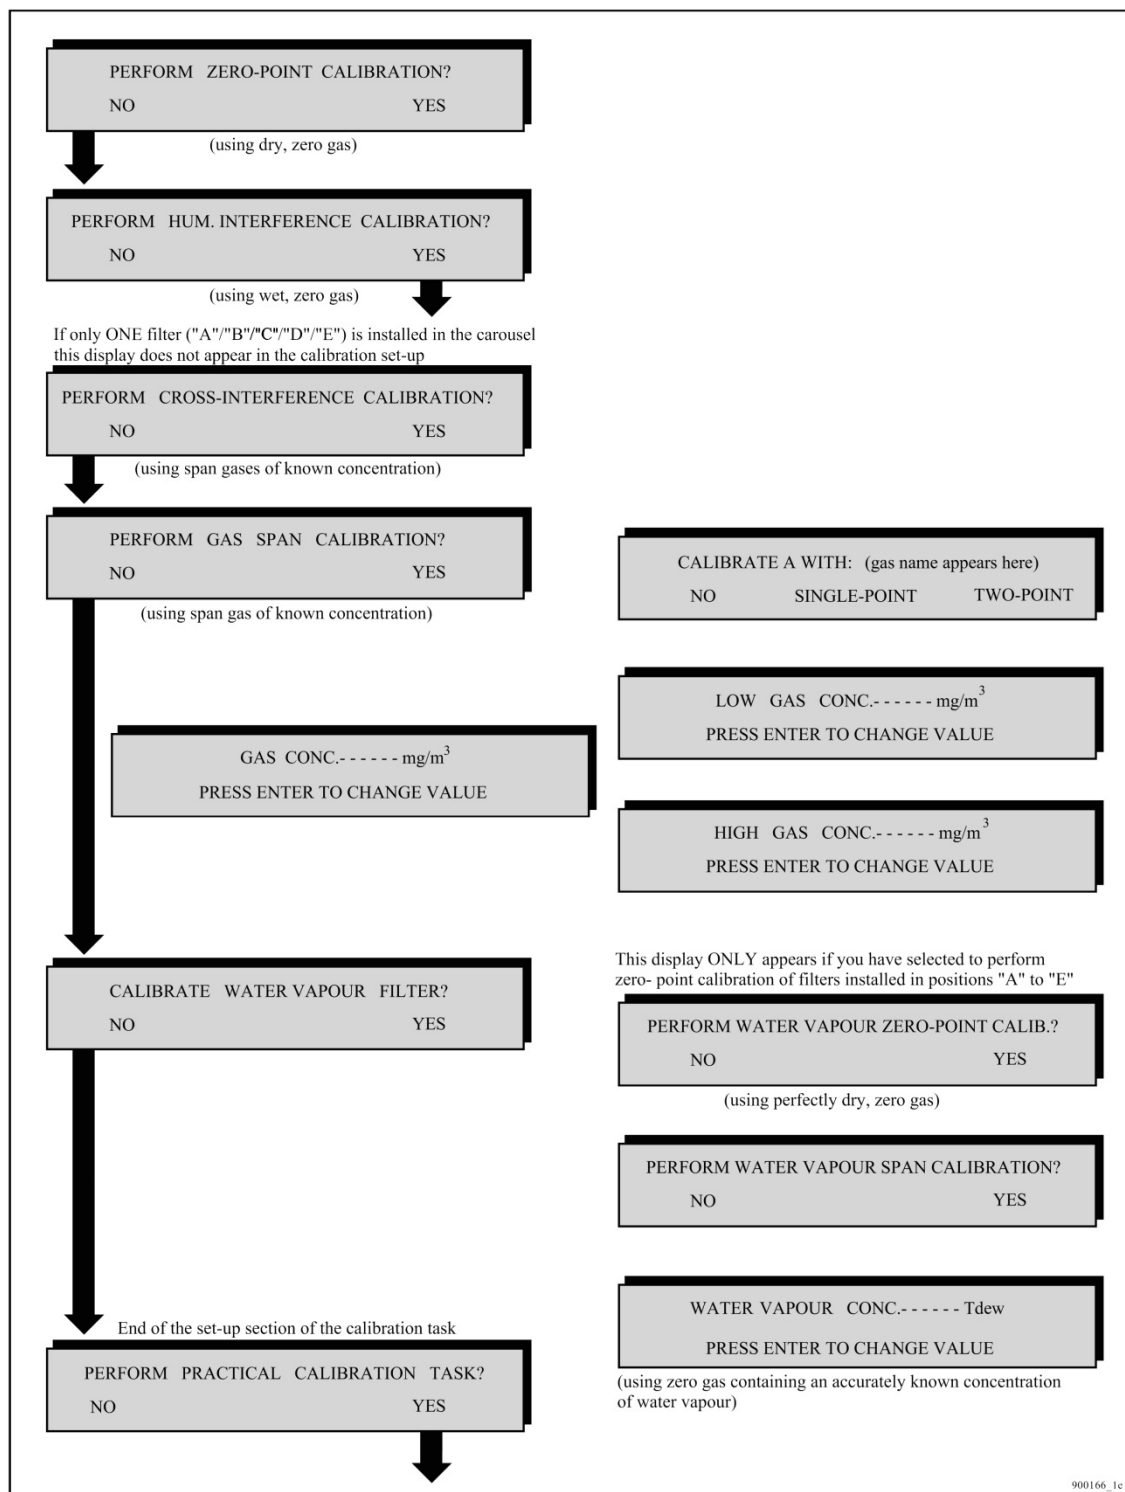 PERFORM ZERO-POINT CALIBRATION?
NO YES
(using dry, zero gas)
PERFORM HUM. INTERFERENCE CALIBRATION?
NO YES
(using wet, zero gas)
If only ONE filter ("A"/"B"/"C"/"D"/"E") is installed in the carousel
this display does not appear in the calibration set-up
PERFORM CROSS-INTERFERENCE CALIBRATION?
NO YES
(using span gases of known concentration)
PERFORM GAS SPAN CALIBRATION?
NO YES
(using span gas of known concentration)
CALIBRATE A WITH: (gas name appears here)
NO SINGLE-POINT TWO-POINT
LOW GAS CONC.- - - - - - mg/m³
PRESS ENTER TO CHANGE VALUE
GAS CONC.- - - - - - mg/m³
PRESS ENTER TO CHANGE VALUE
HIGH GAS CONC.- - - - - - mg/m³
PRESS ENTER TO CHANGE VALUE
CALIBRATE WATER VAPOUR FILTER?
NO YES
This display ONLY appears if you have selected to perform
zero- point calibration of filters installed in positions "A" to "E"
PERFORM WATER VAPOUR ZERO-POINT CALIB.?
NO YES
(using perfectly dry, zero gas)
PERFORM WATER VAPOUR SPAN CALIBRATION?
NO YES
WATER VAPOUR CONC.- - - - - - Tdew
PRESS ENTER TO CHANGE VALUE
(using zero gas containing an accurately known concentration
of water vapour)
End of the set-up section of the calibration task
PERFORM PRACTICAL CALIBRATION TASK?
NO YES
900166_1e